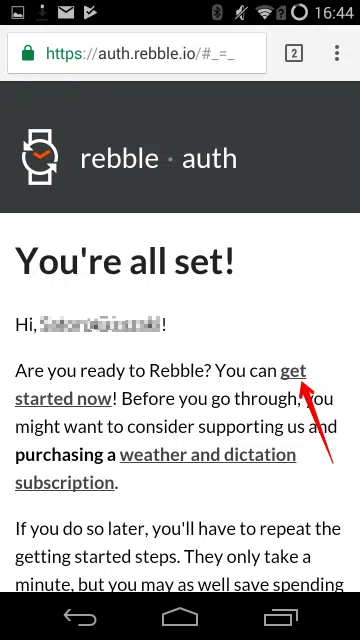 16:44
https://auth.rebble.io/#_=_
2
rebble · auth
You're all set!
Hi, !
Are you ready to Rebble? You can get
started now! Before you go through, you
might want to consider supporting us and
purchasing a weather and dictation
subscription.
If you do so later, you'll have to repeat the
getting started steps. They only take a
minute, but you may as well save spending